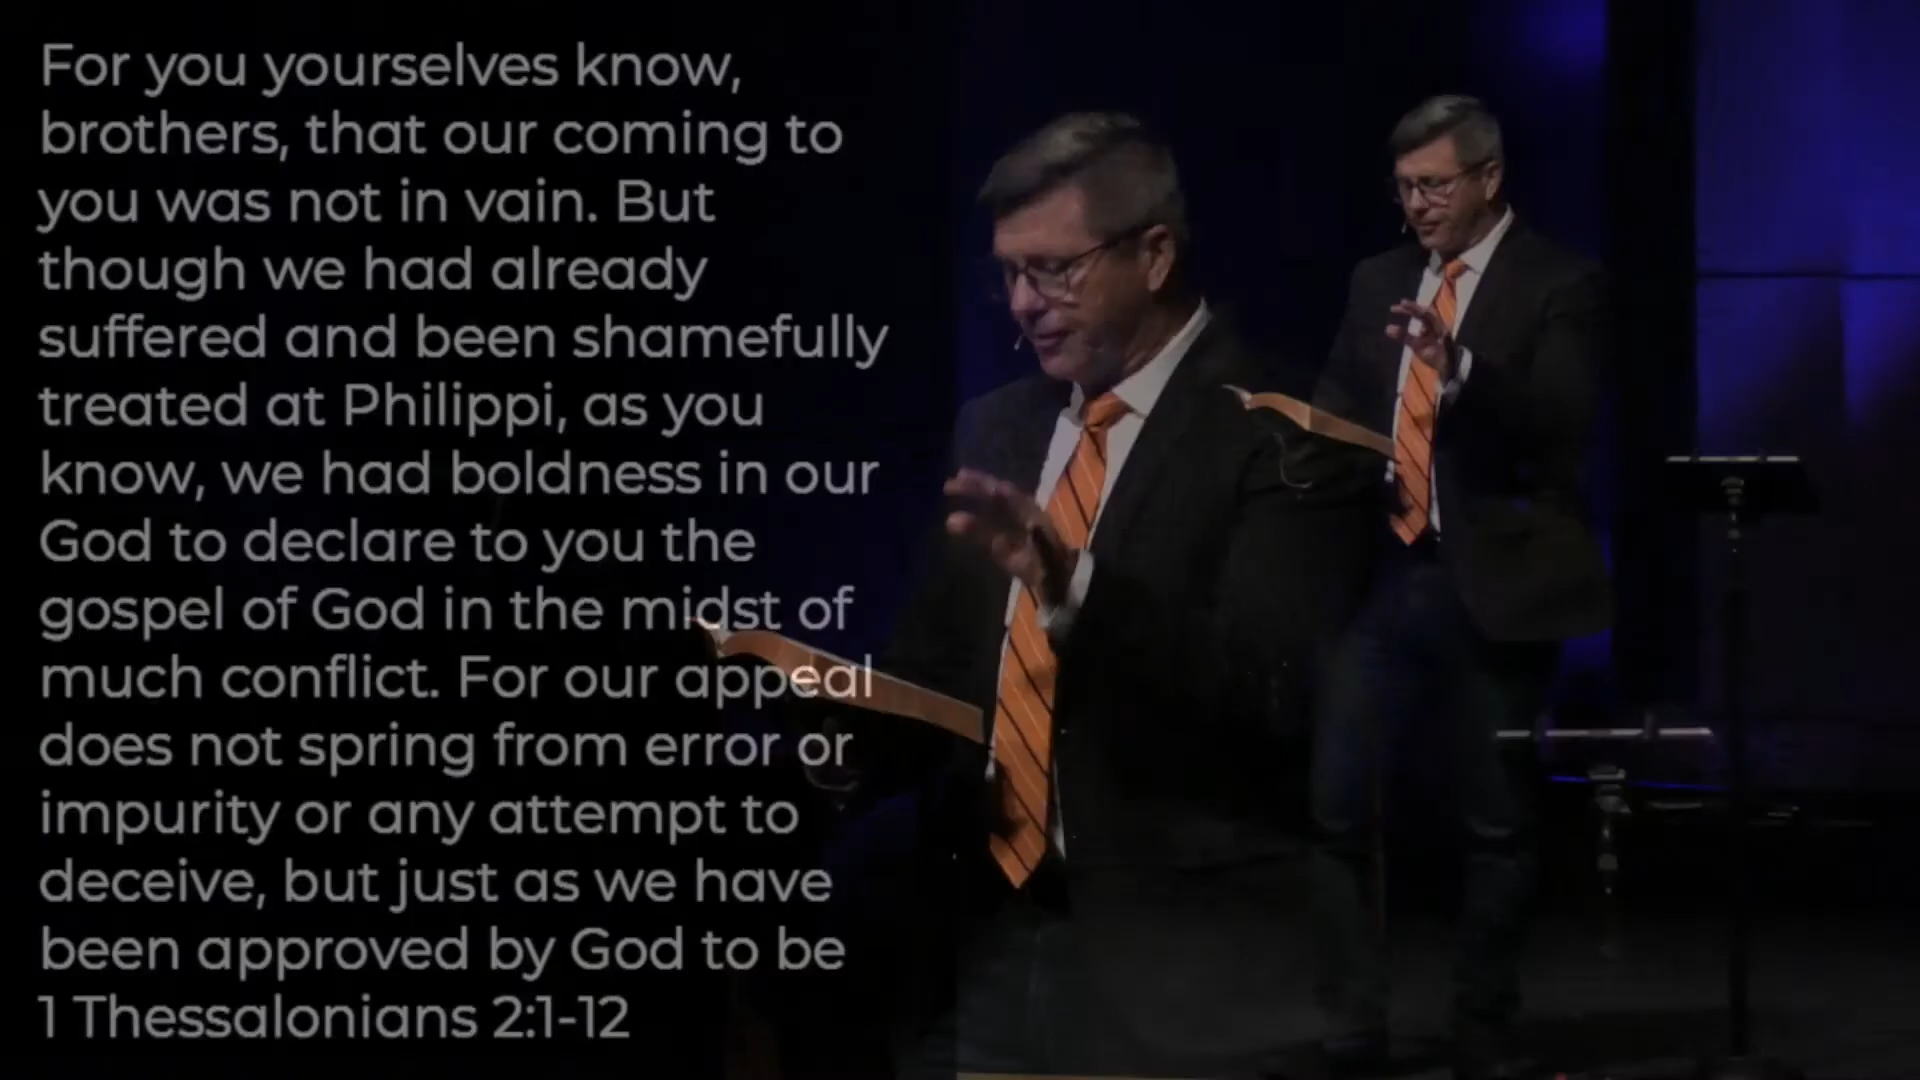 For you yourselves know,
brothers, that our coming to
you was not in vain. But
though we had already
suffered and been shamefully
treated at Philippi, as you
know, we had boldness in our
God to declare to you the
gospel of God in the midst of
much conflict. For our appeal
does not spring from error or
impurity or any attempt to
deceive, but just as we have
been approved by God to be
1 Thessalonians 2:1-12